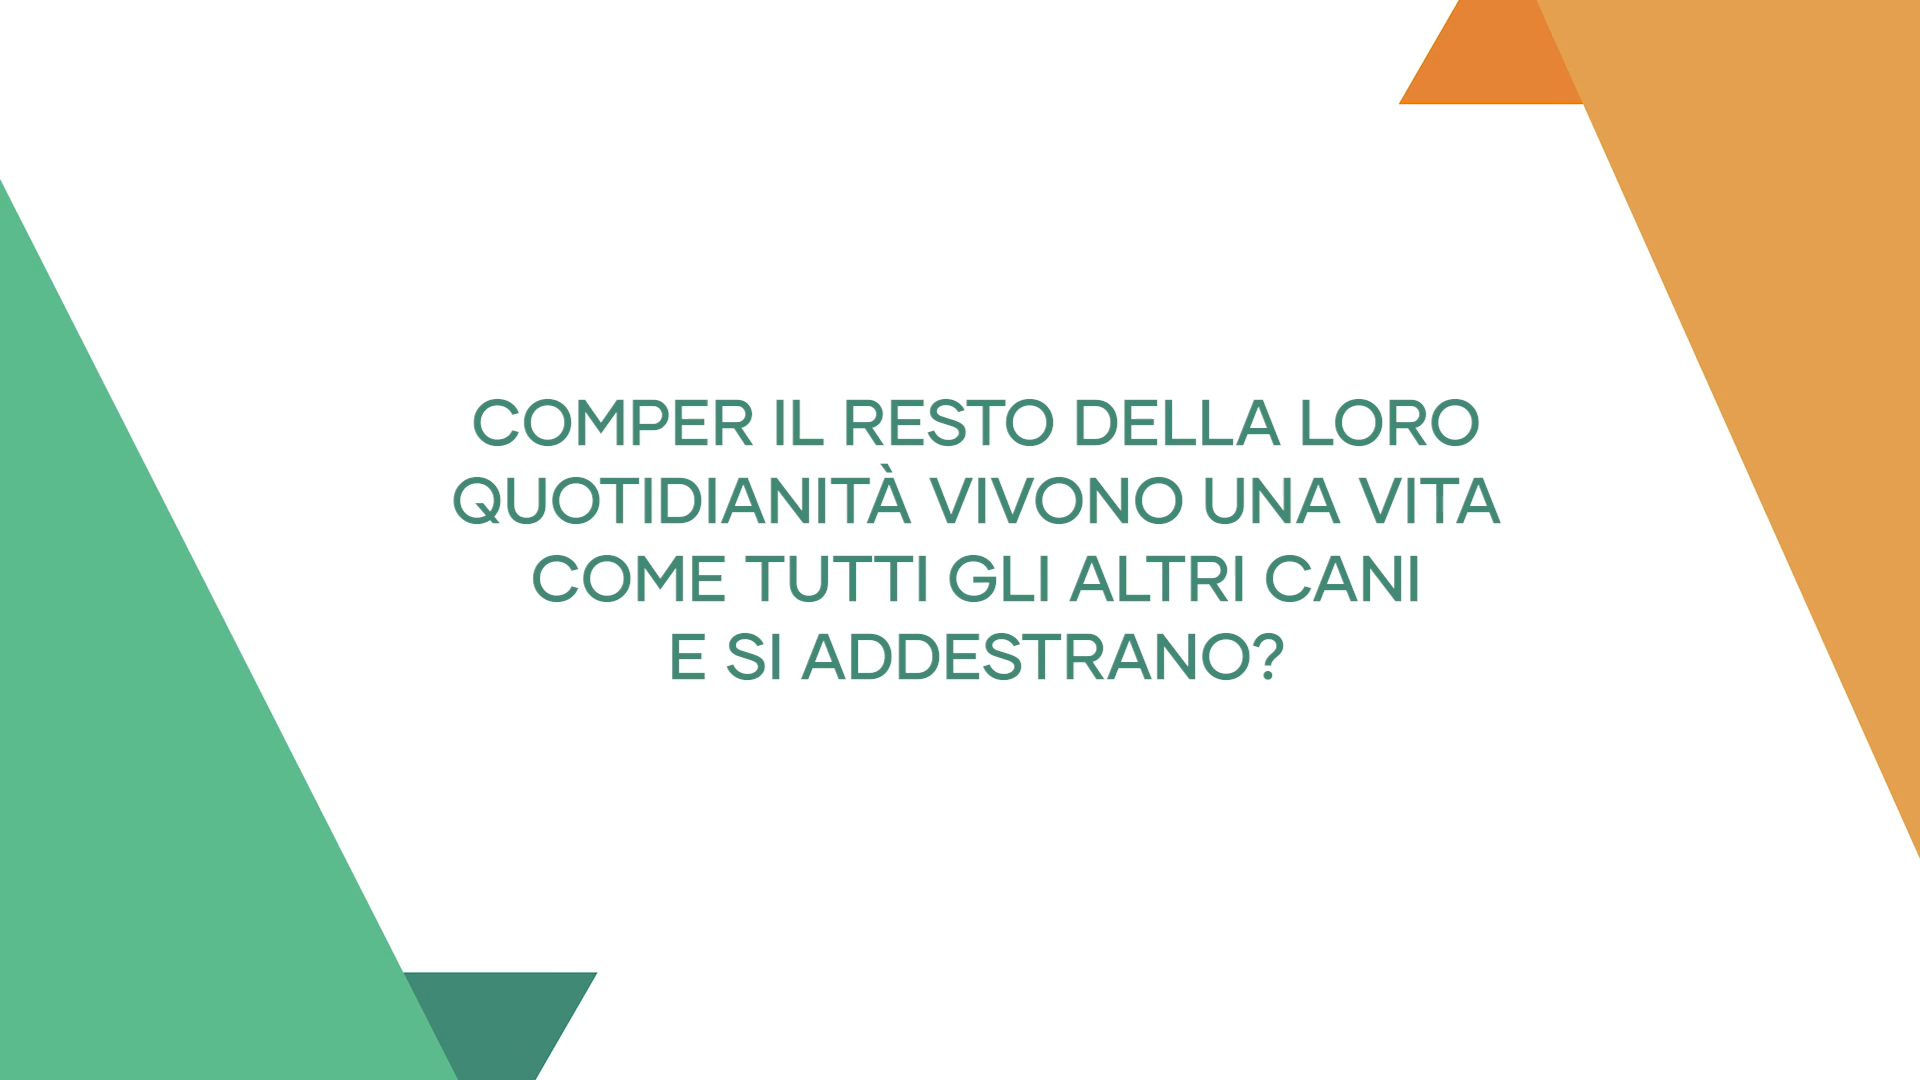 COMPER IL RESTO DELLA LORO
QUOTIDIANITÀ VIVONO UNA VITA
COME TUTTI GLI ALTRI CANI
E SI ADDESTRANO?